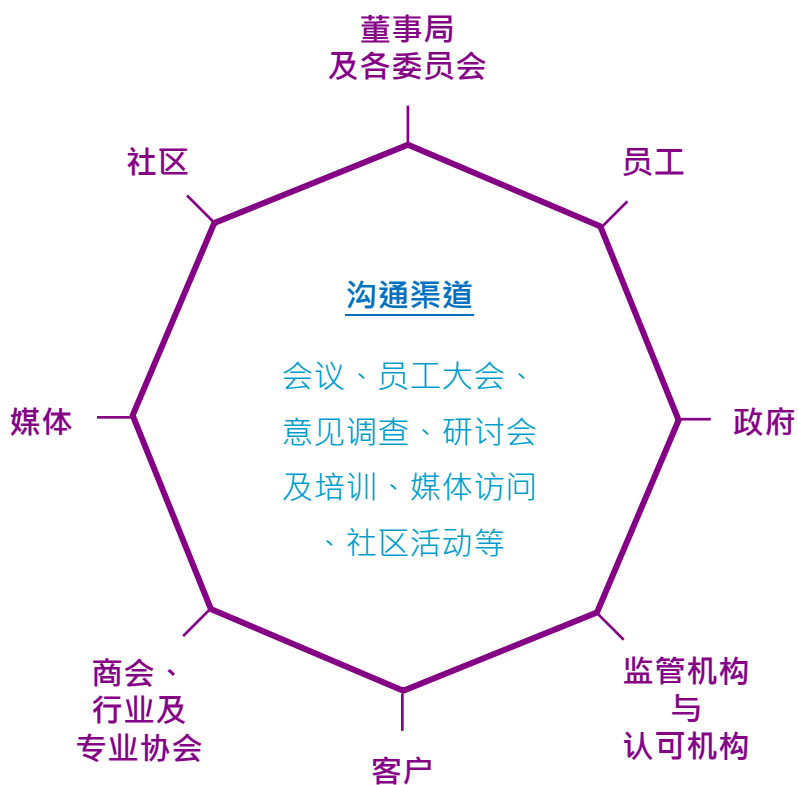 董事局
及各委员会
社区
员工
沟通渠道
会议、员工大会、
意见调查、研讨会
及培训、媒体访问
、社区活动等
媒体
政府
商会、
行业及
专业协会
监管机构
与
认可机构
客户